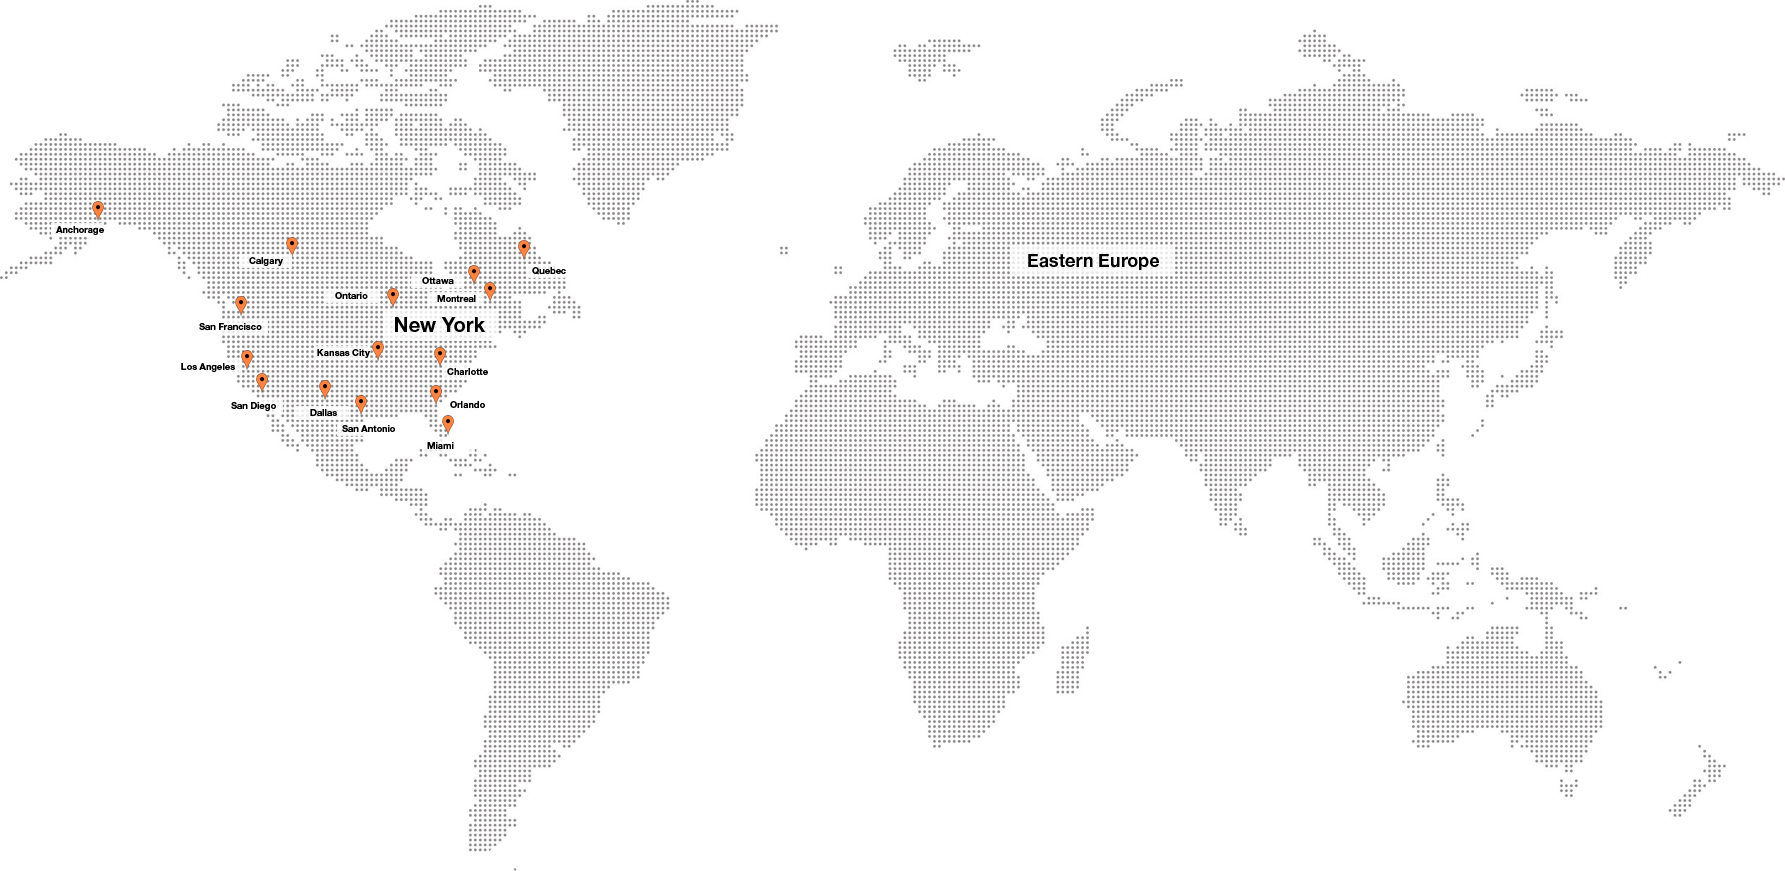 Anchorage
Calgary
Eastern Europe
Quebec
Ottawa
Ontario
Montreal
San Francisco
New York
Kansas City
Los Angeles
Charlotte
San Diego
Orlando
Dallas
San Antonio
Miami